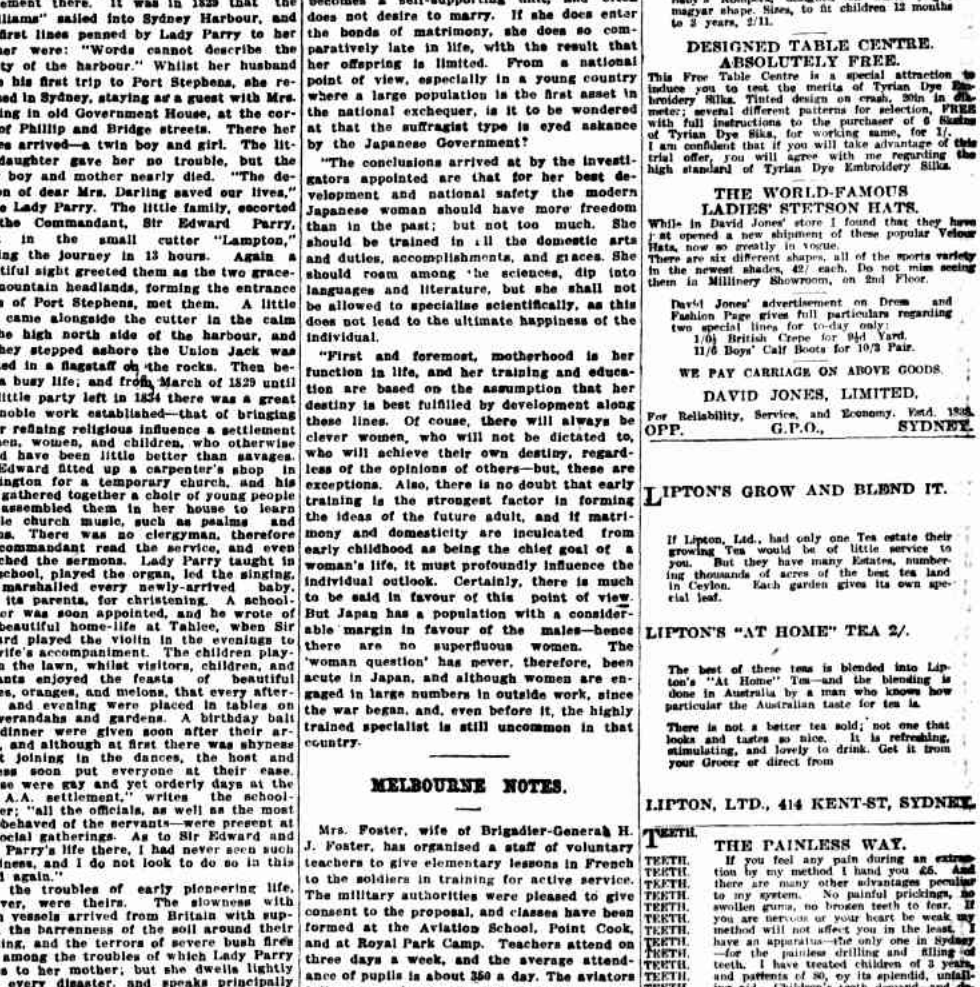 ement there. It was in 1829 that the
lliams" sailed into Sydney Harbour, and
first lines penned by Lady Parry to her
er were: "Words cannot describe the
ty of the harbour." Whilst her husband
his first trip to Port Stephens, she re-
ed in Sydney, staying as a guest with Mrs.
ing in old Government House, at the cor-
of Phillip and Bridge streets. There her
es arrived—a twin boy and girl. The lit-
daughter gave her no trouble, but the
boy and mother nearly died. "The de-
n of dear Mrs. Darling saved our lives,"
e Lady Parry. The little family, escorted
the Commandant, Sir Edward Parry,
in the small cutter "Lampton,"
ing the journey in 13 hours. Again a
tiful sight greeted them as the two grace-
mountain headlands, forming the entrance
of Port Stephens, met them. A little
came alongside the cutter in the calm
he high north side of the harbour, and
hey stepped ashore the Union Jack was
ed in a flagstaff on the rocks. Then be-
a busy life; and from March of 1829 until
little party left in 1834 there was a great
noble work established—that of bringing
r refining religious influence a settlement
en, women, and children, who otherwise
d have been little better than savages.
Edward fitted up a carpenter's shop in
ington for a temporary church, and his
gathered together a choir of young people
assembled them in her house to learn
le church music, such as psalms and
s. There was no clergyman, therefore
commandant read the service, and even
ched the sermons. Lady Parry taught in
school, played the organ, led the singing,
marshalled every newly-arrived baby,
its parents, for christening. A school-
er was soon appointed, and he wrote of
beautiful home-life at Tahlee, when Sir
ard played the violin in the evenings to
rife's accompaniment. The children play-
n the lawn, whilst visitors, children, and
ants enjoyed the feasts of beautiful
es, oranges, and melons, that every after-
and evening were placed in tables on
verandahs and gardens. A birthday ball
dinner were given soon after their ar-
, and although at first there was shyness
t joining in the dances, the host and
ess soon put everyone at their ease.
se were gay and yet orderly days at the
A.A. settlement," writes the school-
er; "all the officials, as well as the most
behaved of the servants—were present at
ocial gatherings. As to Sir Edward and
Parry's life there, I had never seen such
iness, and I do not look to do so in this
d again."
the troubles of early pioneering life,
ver, were theirs. The slowness with
h vessels arrived from Britain with sup-
the barrenness of the soil around their
ing, and the terrors of severe bush fires
among the troubles of which Lady Parry
s to her mother; but she dwells lightly
every disaster, and speaks principally
does not desire to marry. If she does enter
the bonds of matrimony, she does so com-
paratively late in life, with the result that
her offspring is limited. From a national
point of view, especially in a young country
where a large population is the first asset in
the national exchequer, is it to be wondered
at that the suffragist type is eyed askance
by the Japanese Government?
"The conclusions arrived at by the investi-
gators appointed are that for her best de-
velopment and national safety the modern
Japanese woman should have more freedom
than in the past; but not too much. She
should be trained in all the domestic arts
and duties, accomplishments, and graces. She
should roam among the sciences, dip into
languages and literature, but she shall not
be allowed to specialise scientifically, as this
does not lead to the ultimate happiness of the
individual.
"First and foremost, motherhood is her
function in life, and her training and educa-
tion are based on the assumption that her
destiny is best fulfilled by development along
these lines. Of couse, there will always be
clever women, who will not be dictated to,
who will achieve their own destiny, regard-
less of the opinions of others—but, these are
exceptions. Also, there is no doubt that early
training is the strongest factor in forming
the ideas of the future adult, and if matri-
mony and domesticity are inculcated from
early childhood as being the chief goal of a
woman's life, it must profoundly influence the
individual outlook. Certainly, there is much
to be said in favour of this point of view.
But Japan has a population with a consider-
able margin in favour of the males—hence
there are no superfluous women. The
'woman question' has never, therefore, been
acute in Japan, and although women are en-
gaged in large numbers in outside work, since
the war began, and, even before it, the highly
trained specialist is still uncommon in that
country.
MELBOURNE NOTES.
Mrs. Foster, wife of Brigadier-General H.
J. Foster, has organised a staff of voluntary
teachers to give elementary lessons in French
to the soldiers in training for active service.
The military authorities were pleased to give
consent to the proposal, and classes have been
formed at the Aviation School, Point Cook,
and at Royal Park Camp. Teachers attend on
three days a week, and the average attend-
ance of pupils is about 350 a day. The aviators
magyar shape. Sizes, to fit children 12 months
to 3 years, 2/11.
DESIGNED TABLE CENTRE.
ABSOLUTELY FREE.
This Free Table Centre is a special attraction to
induce you to test the merits of Tyrian Dye Em-
broidery Silks. Tinted design on crash, 20in in dia-
meter; several different patterns for selection, FREE
with full instructions to the purchaser of 6 Skeins
of Tyrian Dye Siks, for working same, for 1/.
I am confident that if you will take advantage of this
trial offer, you will agree with me regarding the
high standard of Tyrian Dye Embroidery Silks.
THE WORLD-FAMOUS
LADIES' STETSON HATS.
While in David Jones' store I found that they have
just opened a new shipment of these popular Velour
Hats, now so greatly in vogue.
There are six different shapes, all of the sports variety
in the newest shades, 42/ each. Do not miss seeing
them in Millinery Showroom, on 2nd Floor.
David Jones' advertisement on Dress and
Fashion Page gives full particulars regarding
two special lines for to-day only:
1/0½ British Crepe for 9½d Yard.
11/6 Boys' Calf Boots for 10/3 Pair.
WE PAY CARRIAGE ON ABOVE GOODS.
DAVID JONES, LIMITED,
For Reliability, Service, and Economy. Estd. 1838.
OPP. G.P.O., SYDNEY.
LIPTON'S GROW AND BLEND IT.
If Lipton, Ltd., had only one Tea estate their
growing Tea would be of little service to
you. But they have many Estates, number-
ing thousands of acres of the best tea land
in Ceylon. Each garden gives its own spe-
cial leaf.
LIPTON'S "AT HOME" TEA 2/.
The best of these teas is blended into Lip-
ton's "At Home" Tea—and the blending is
done in Australia by a man who knows how
particular the Australian taste for tea is.
There is not a better tea sold; not one that
looks and tastes so nice. It is refreshing,
stimulating, and lovely to drink. Get it from
your Grocer or direct from
LIPTON, LTD., 414 KENT-ST, SYDNEY.
TEETH.
THE PAINLESS WAY.
TEETH. If you feel any pain during an extrac-
TEETH. tion by my method I hand you £5. And
TEETH. there are many other advantages peculiar
TEETH. to my system. No painful prickings, no
TEETH. swollen gums, no broken teeth to fear. If
TEETH. you are nervous or your heart be weak my
TEETH. method will not affect you in the least. I
TEETH. have an apparatus—the only one in Sydney
TEETH. —for the painless drilling and filling of
TEETH. teeth. I have treated children of 3 years,
TEETH. and patients of 80, by its splendid, unfail-